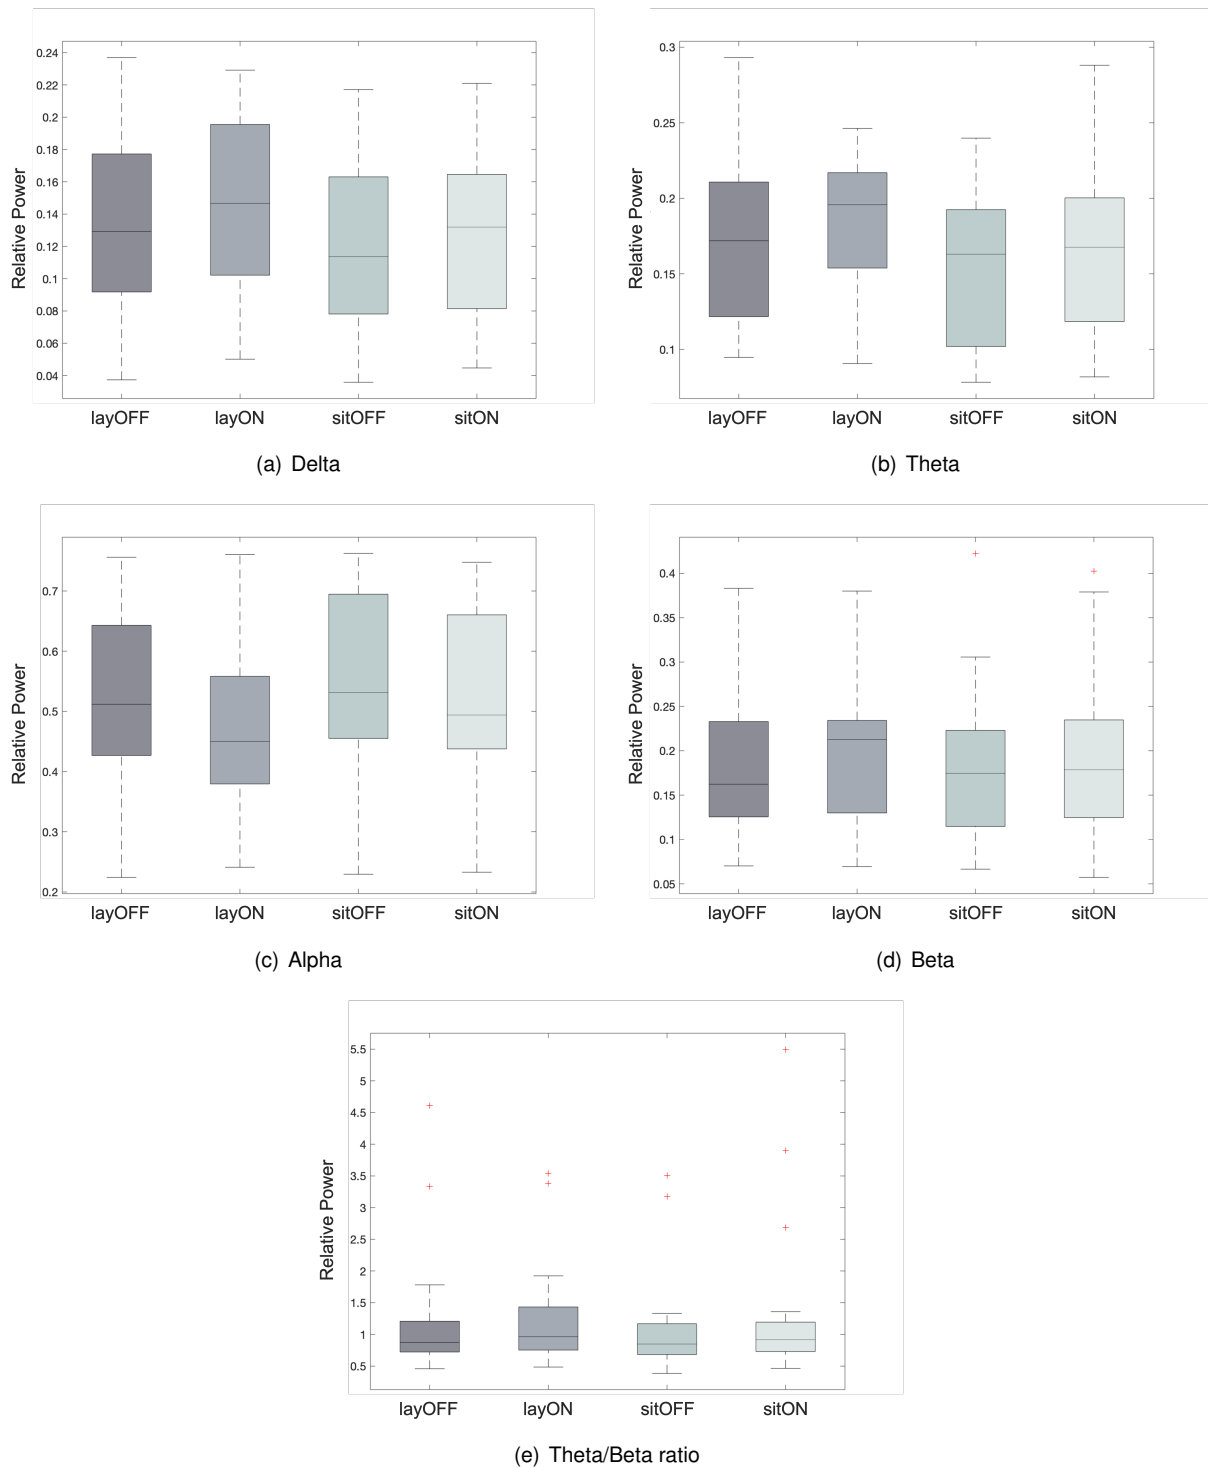 0.24
0.22
0.2
0.18
0.16
0.14
0.12
0.1
0.08
0.06
0.04
Relative Power
layOFF layON sitOFF sitON
(a) Delta
0.3
0.25
0.2
0.15
0.1
Relative Power
layOFF layON sitOFF sitON
(b) Theta
0.7
0.6
0.5
0.4
0.3
0.2
Relative Power
layOFF layON sitOFF sitON
(c) Alpha
0.4
0.35
0.3
0.25
0.2
0.15
0.1
0.05
Relative Power
layOFF layON sitOFF sitON
(d) Beta
5.5
5
4.5
4
3.5
3
2.5
2
1.5
1
0.5
Relative Power
layOFF layON sitOFF sitON
(e) Theta/Beta ratio